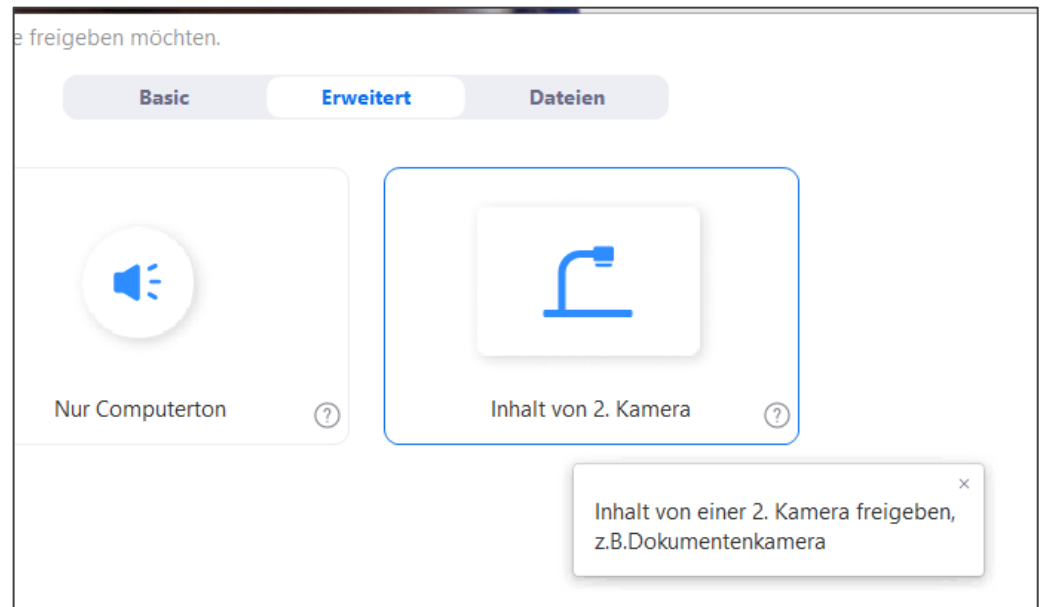 e freigeben möchten.
Basic Erweitert Dateien
Nur Computerton ?
Inhalt von 2. Kamera ?
×
Inhalt von einer 2. Kamera freigeben,
z.B.Dokumentenkamera